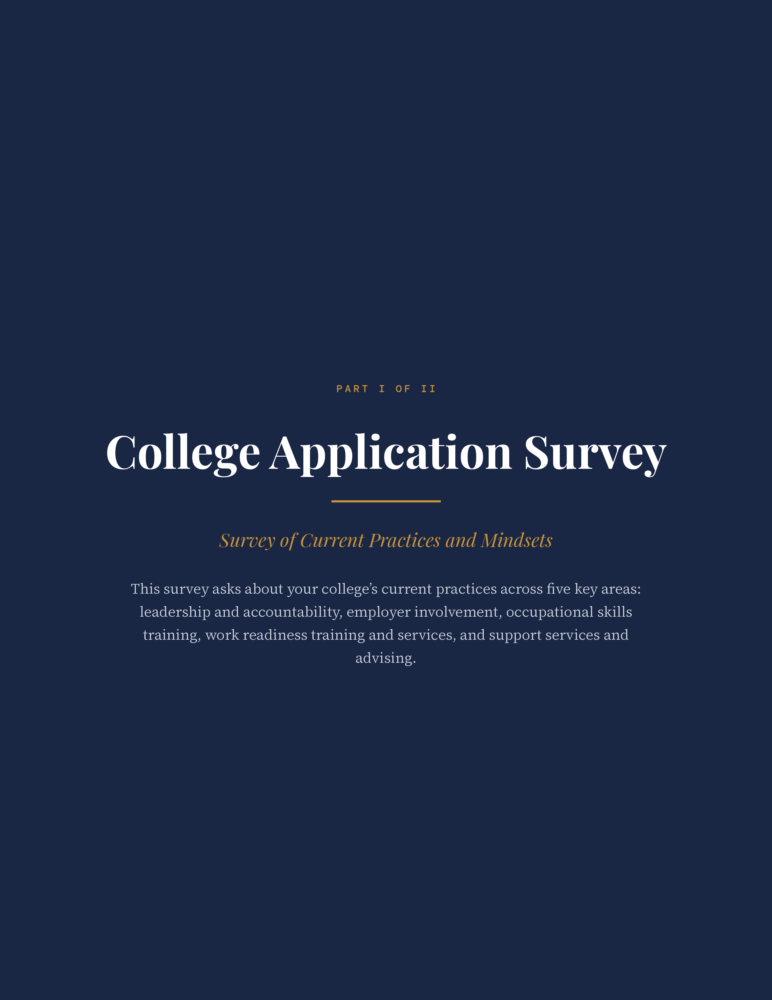 PART I OF II
College Application Survey
Survey of Current Practices and Mindsets
This survey asks about your college’s current practices across five key areas:
leadership and accountability, employer involvement, occupational skills
training, work readiness training and services, and support services and
advising.